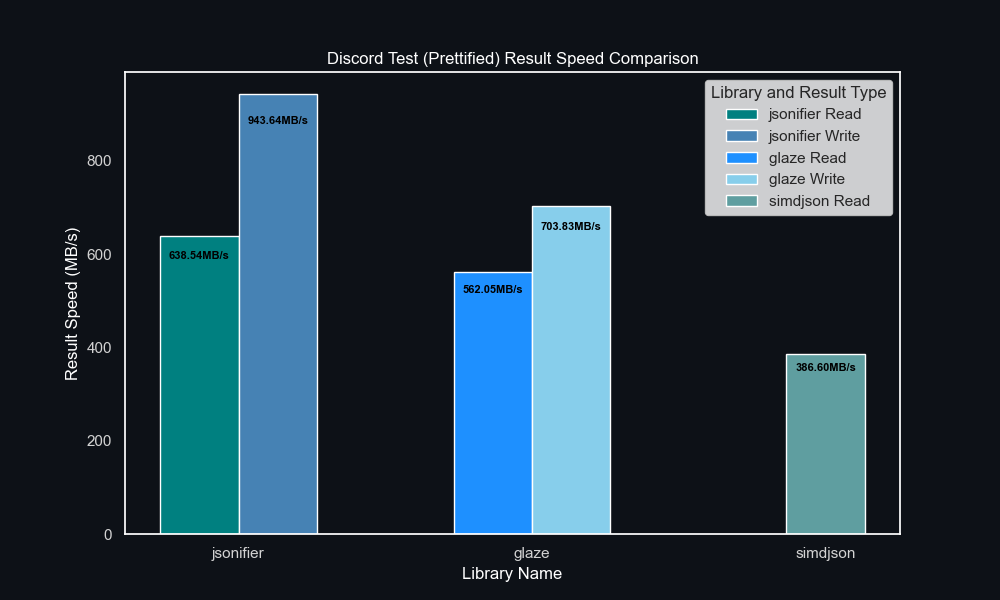 Discord Test (Prettified) Result Speed Comparison
Library and Result Type
jsonifier Read
jsonifier Write
glaze Read
glaze Write
simdjson Read
943.64MB/s
638.54MB/s
703.83MB/s
562.05MB/s
386.60MB/s
Result Speed (MB/s)
800
600
400
200
0
jsonifier
glaze
simdjson
Library Name